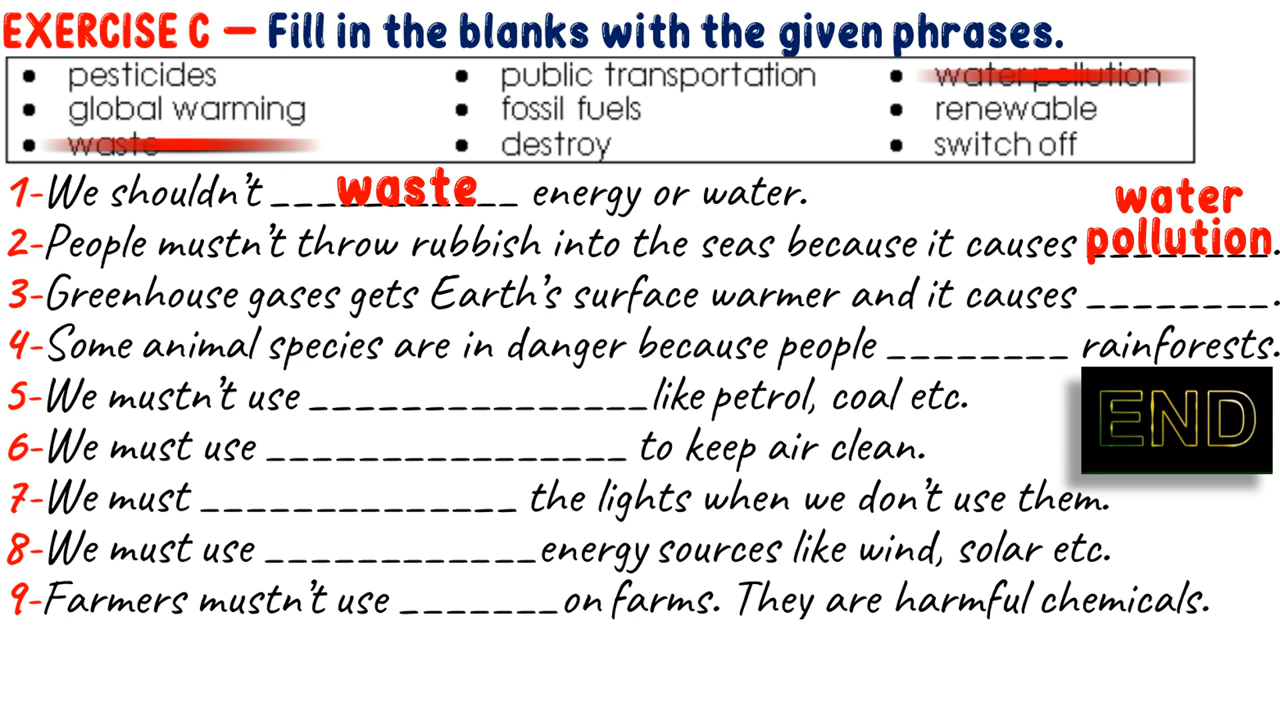 EXERCISE C – Fill in the blanks with the given phrases.
• pesticides • public transportation • water pollution
• global warming • fossil fuels • renewable
• waste • destroy • switch off
1-We shouldn't waste energy or water.
2-People mustn't throw rubbish into the seas because it causes water pollution.
3-Greenhouse gases gets Earth's surface warmer and it causes ________.
4-Some animal species are in danger because people ________ rainforests.
5-We mustn't use _______________like petrol, coal etc.
END
6-We must use ________________ to keep air clean.
7-We must ______________ the lights when we don't use them.
8-We must use ____________energy sources like wind, solar etc.
9-Farmers mustn't use _______on farms. They are harmful chemicals.